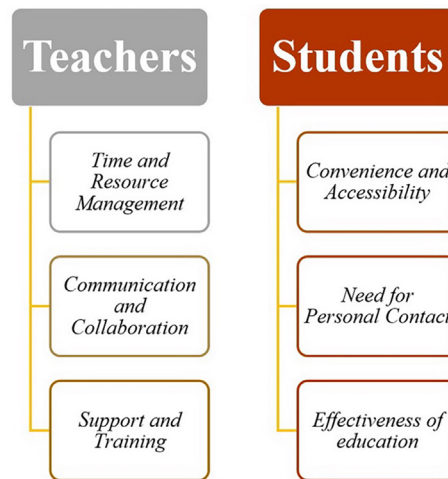 Teachers
Time and
Resource
Management
Communication
and
Collaboration
Support and
Training
Students
Convenience and
Accessibility
Need for
Personal Contact
Effectiveness of
education